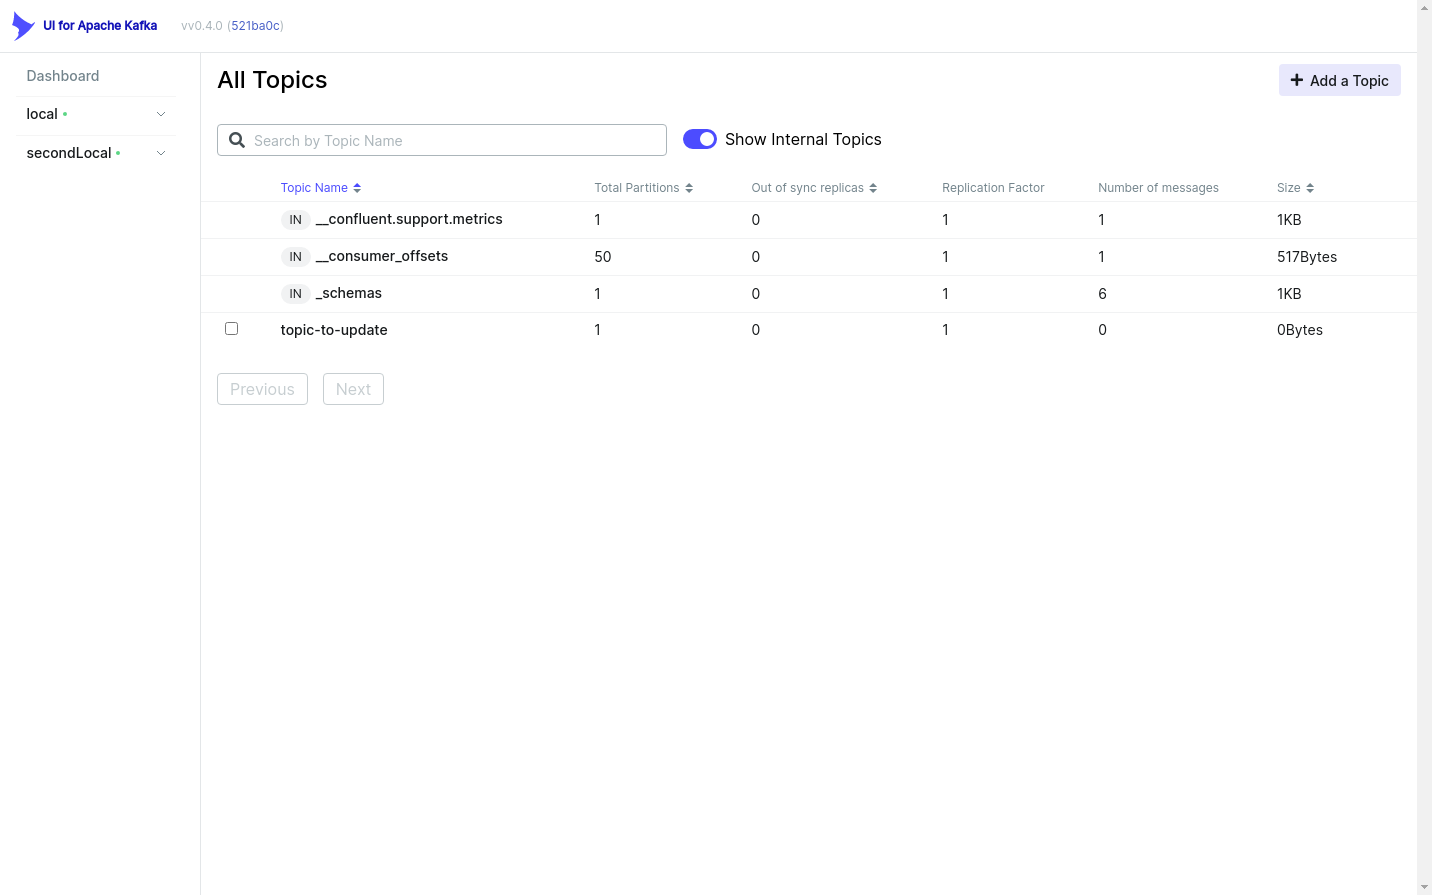 UI for Apache Kafka vv0.4.0 (521ba0c)
Dashboard
local
secondLocal
All Topics
Add a Topic
Search by Topic Name
Show Internal Topics
Topic Name Total Partitions Out of sync replicas Replication Factor Number of messages Size
IN __confluent.support.metrics 1 0 1 1 1KB
IN __consumer_offsets 50 0 1 1 517Bytes
IN _schemas 1 0 1 6 1KB
topic-to-update 1 0 1 0 0Bytes
Previous Next